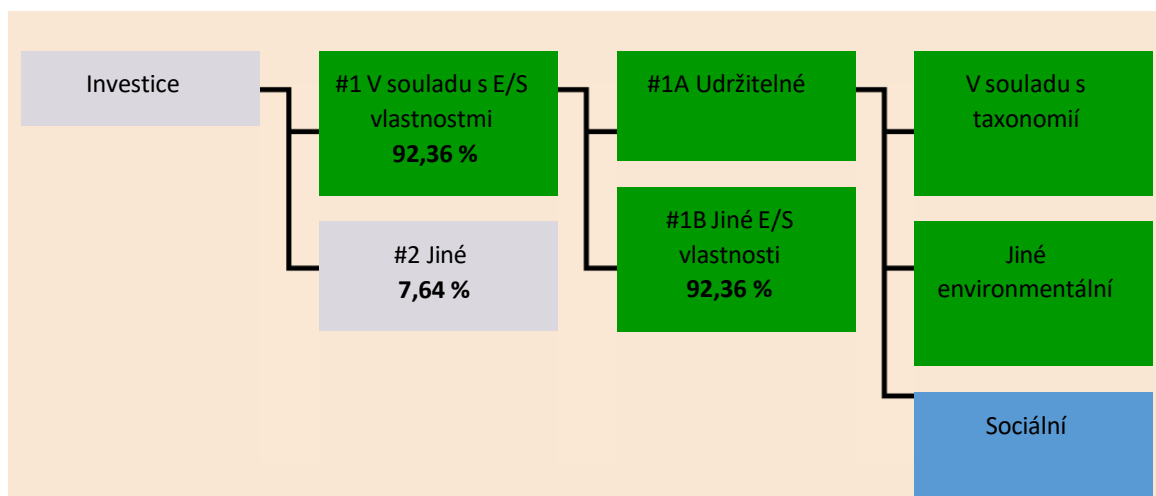 Investice
#1 V souladu s E/S
vlastnostmi
92,36 %
#2 Jiné
7,64 %
#1A Udržitelné
#1B Jiné E/S
vlastnosti
92,36 %
V souladu s
taxonomií
Jiné
environmentální
Sociální